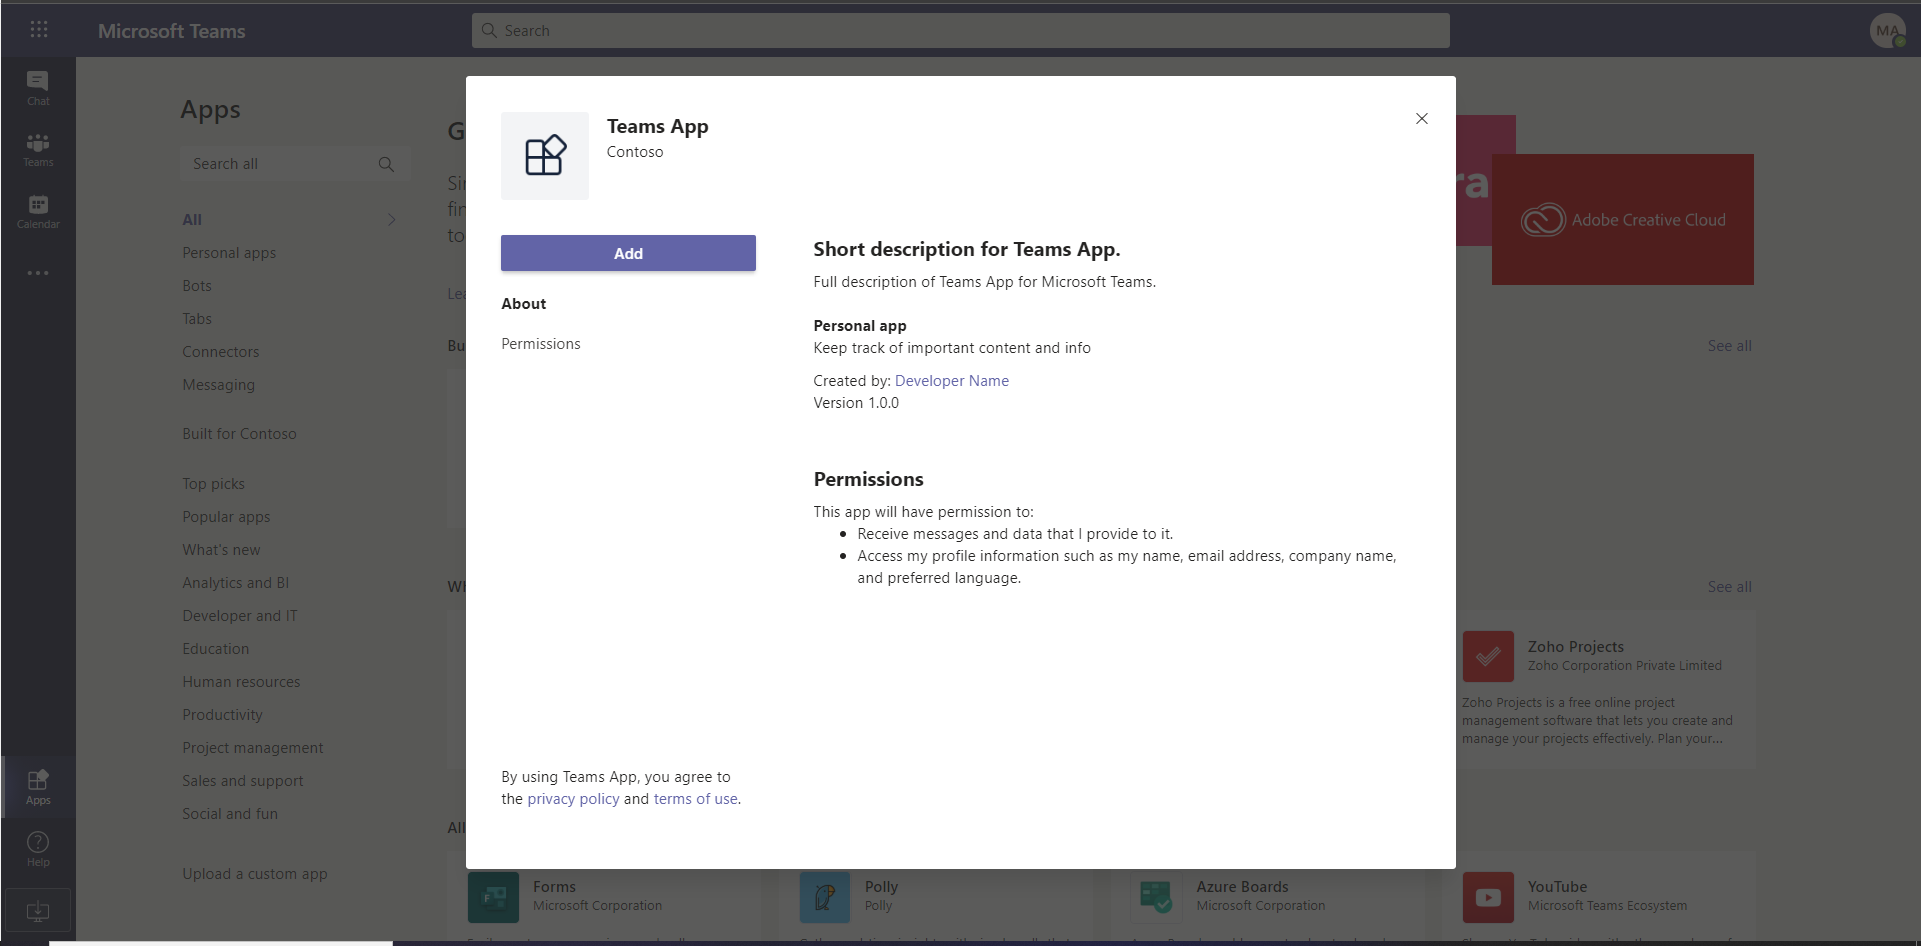 Microsoft Teams
Search
MA
Chat
Teams
Calendar
Apps
Help
Apps
Search all
All
Personal apps
Bots
Tabs
Connectors
Messaging
Built for Contoso
Top picks
Popular apps
What's new
Analytics and BI
Developer and IT
Education
Human resources
Productivity
Project management
Sales and support
Social and fun
Upload a custom app
Teams App
Contoso
Add
About
Permissions
By using Teams App, you agree to
the privacy policy and terms of use.
Short description for Teams App.
Full description of Teams App for Microsoft Teams.
Personal app
Keep track of important content and info
Created by: Developer Name
Version 1.0.0
Permissions
This app will have permission to:
Receive messages and data that I provide to it.
Access my profile information such as my name, email address, company name,
and preferred language.
Adobe Creative Cloud
See all
See all
Zoho Projects
Zoho Corporation Private Limited
Zoho Projects is a free online project
management software that lets you create and
manage your projects effectively. Plan your...
All
Forms
Microsoft Corporation
Polly
Polly
Azure Boards
Microsoft Corporation
YouTube
Microsoft Teams Ecosystem